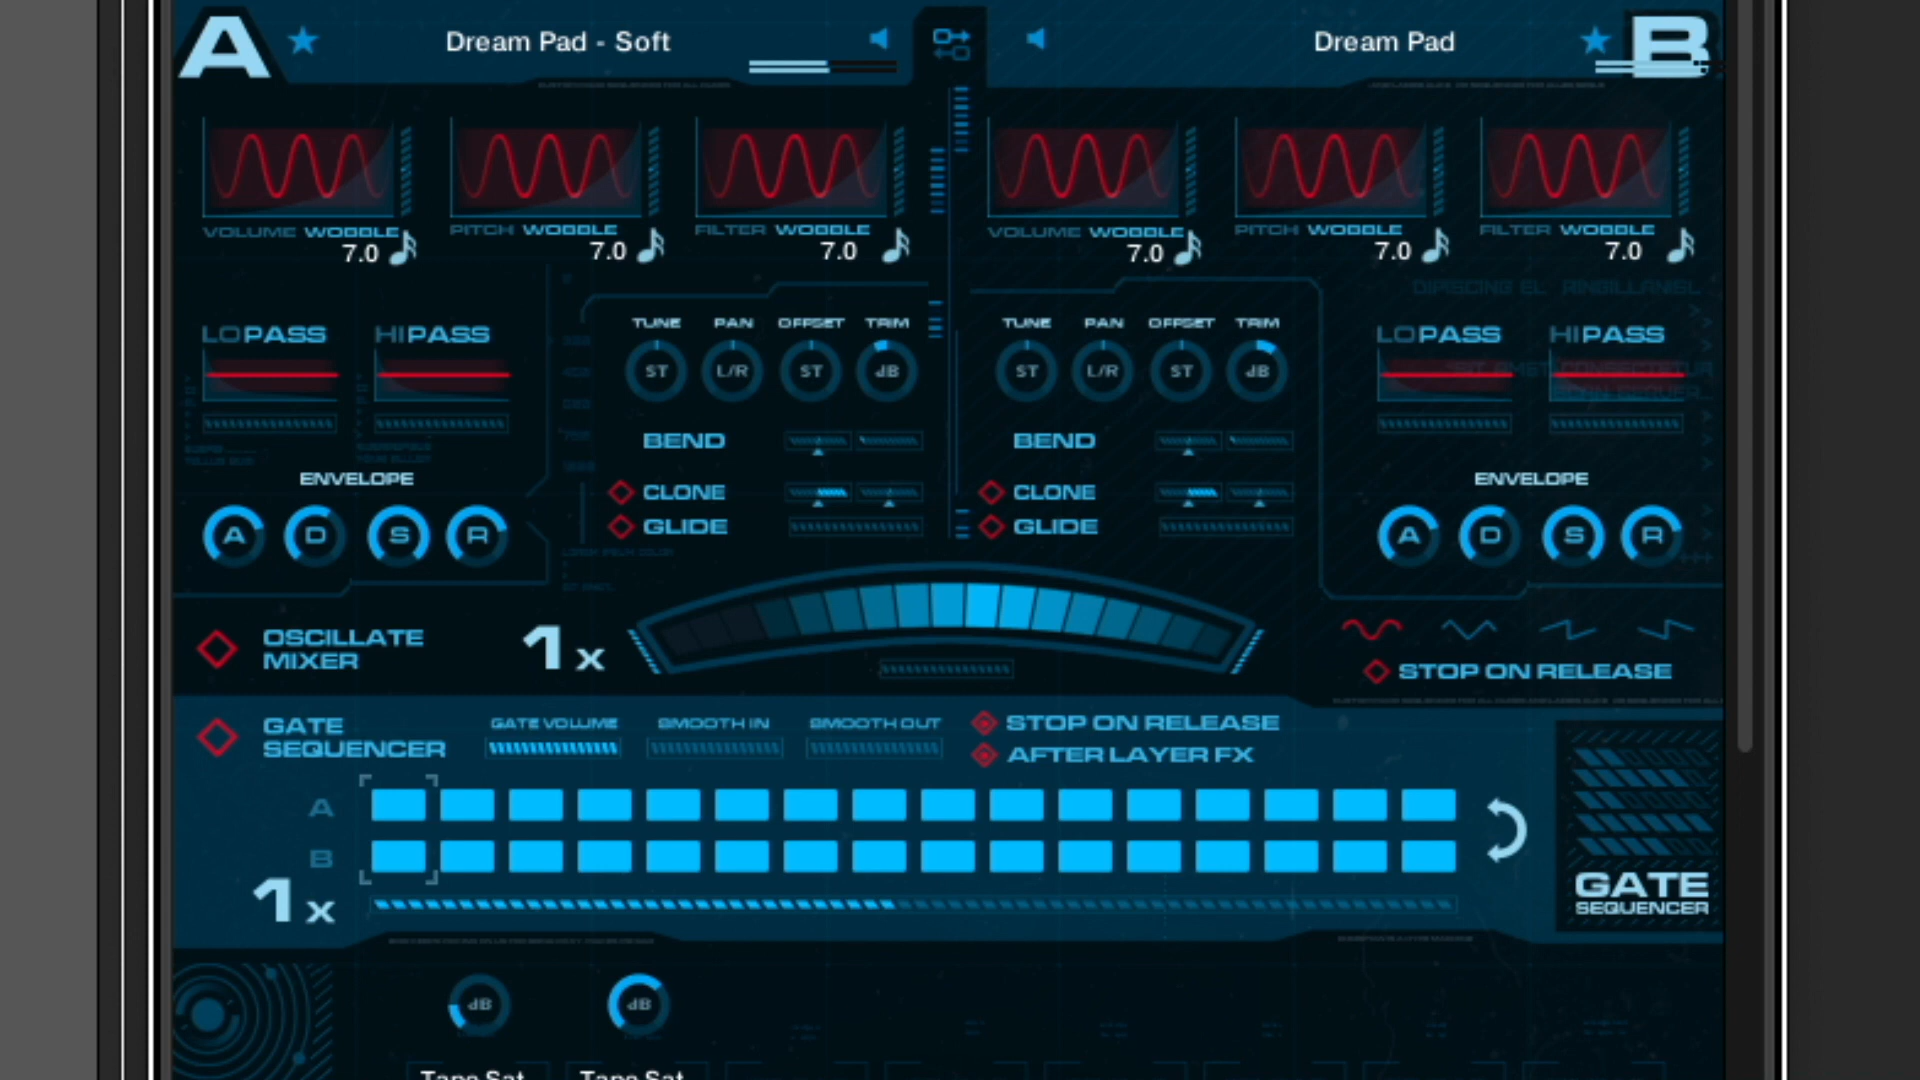 A Dream Pad - Soft Dream Pad B
VOLUME WOBBLE PITCH WOBBLE FILTER WOBBLE VOLUME WOBBLE PITCH WOBBLE FILTER WOBBLE
7.0 7.0 7.0 7.0 7.0 7.0
LOPASS HIPASS
TUNE PAN OFFSET TRIM
ST L/R ST dB
BEND
CLONE
GLIDE
ENVELOPE
A D S R
TUNE PAN OFFSET TRIM
ST L/R ST dB
BEND
CLONE
GLIDE
LOPASS HIPASS
ENVELOPE
A D S R
OSCILLATE
MIXER
1x
STOP ON RELEASE
GATE
SEQUENCER
GATE VOLUME SMOOTH IN SMOOTH OUT
STOP ON RELEASE
AFTER LAYER FX
A
B
1x
GATE
SEQUENCER
dB dB
Tape Sat Tape Sat